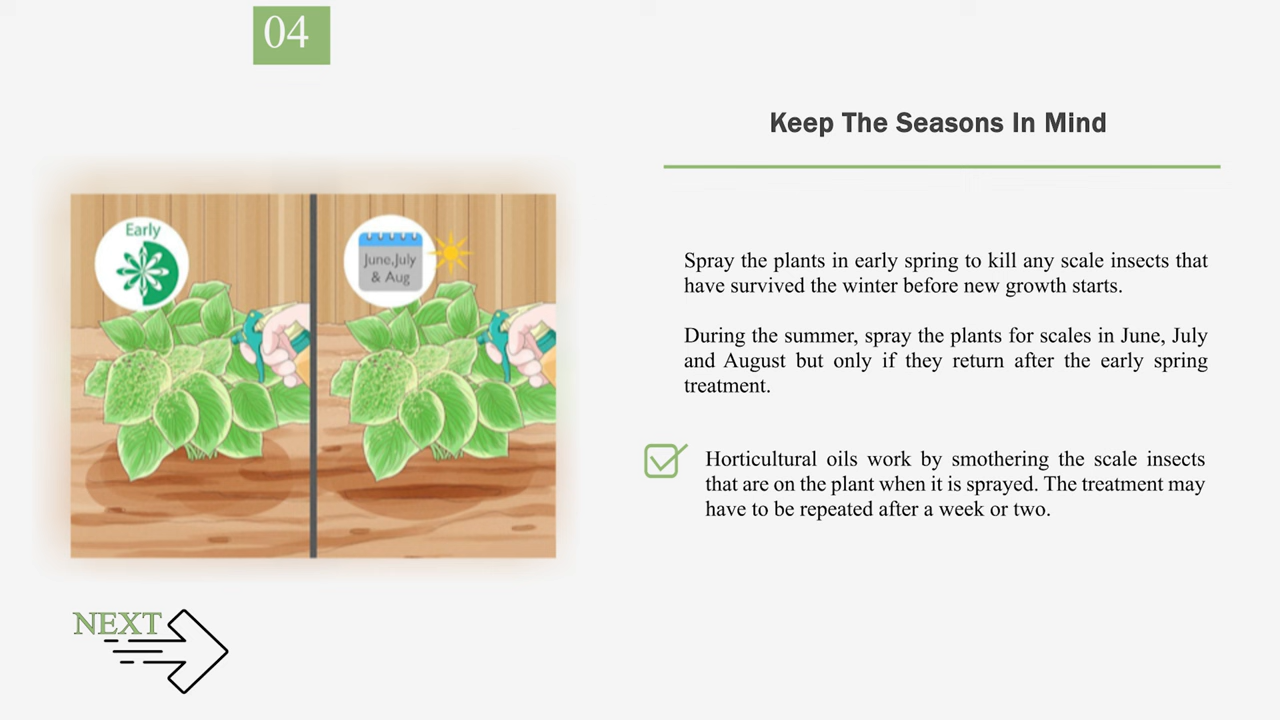 04
Keep The Seasons In Mind
Early
June,July
& Aug
Spray the plants in early spring to kill any scale insects that
have survived the winter before new growth starts.
During the summer, spray the plants for scales in June, July
and August but only if they return after the early spring
treatment.
Horticultural oils work by smothering the scale insects
that are on the plant when it is sprayed. The treatment may
have to be repeated after a week or two.
NEXT